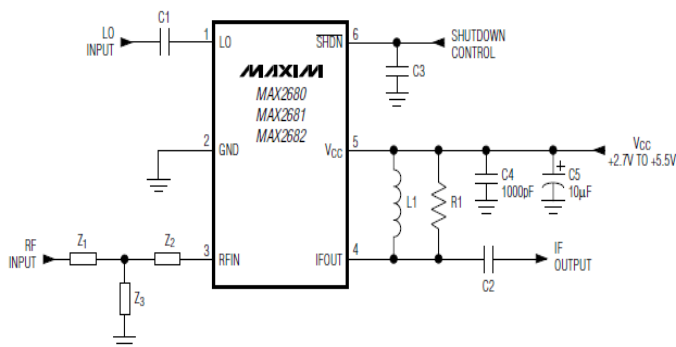 C1
LO
INPUT
1
LO
SHDN
6
SHUTDOWN
CONTROL
C3
MAXIM
MAX2680
MAX2681
MAX2682
2
GND
VCC
5
VCC
+2.7V TO +5.5V
C4
1000pF
+
C5
10µF
L1
R1
RF
INPUT
Z1
Z2
3
RFIN
IFOUT
4
IF
OUTPUT
C2
Z3